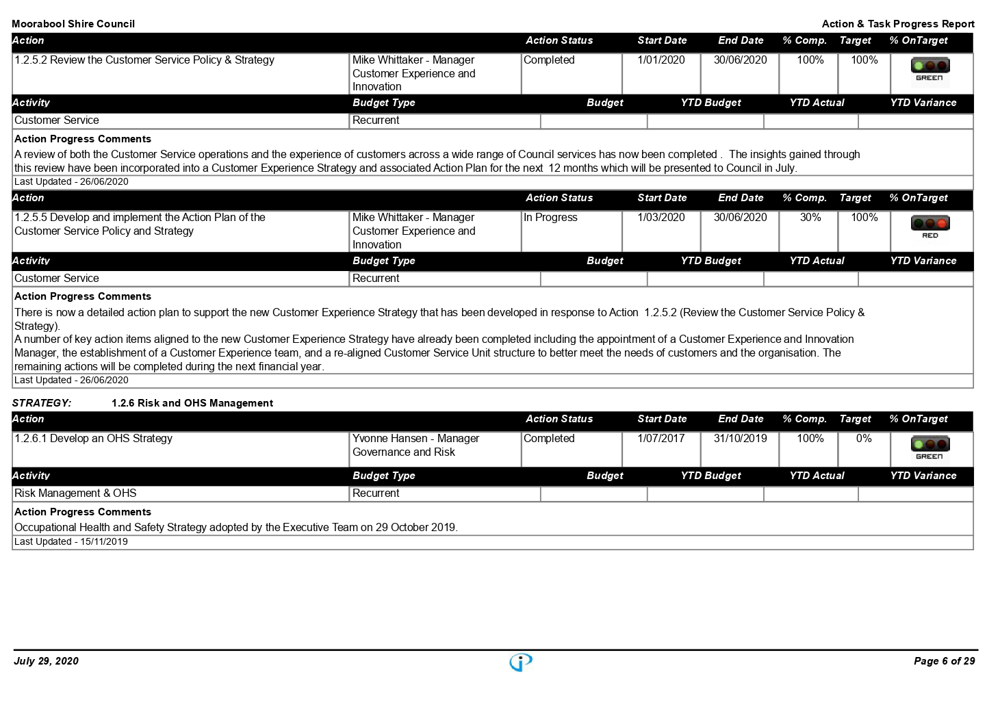 Moorabool Shire Council Action & Task Progress Report
Action Action Status Start Date End Date % Comp. Target % OnTarget
1.2.5.2 Review the Customer Service Policy & Strategy Mike Whittaker - Manager Completed 1/01/2020 30/06/2020 100% 100%
Customer Experience and
GREEN
Innovation
Activity Budget Type Budget YTD Budget YTD Actual YTD Variance
Customer Service Recurrent
Action Progress Comments
A review of both the Customer Service operations and the experience of customers across a wide range of Council services has now been completed .  The insights gained through
this review have been incorporated into a Customer Experience Strategy and associated Action Plan for the next  12 months which will be presented to Council in July.
Last Updated - 26/06/2020
Action Action Status Start Date End Date % Comp. Target % OnTarget
1.2.5.5 Develop and implement the Action Plan of the Mike Whittaker - Manager In Progress 1/03/2020 30/06/2020 30% 100%
Customer Service Policy and Strategy Customer Experience and
RED
Innovation
Activity Budget Type Budget YTD Budget YTD Actual YTD Variance
Customer Service Recurrent
Action Progress Comments
There is now a detailed action plan to support the new Customer Experience Strategy that has been developed in response to Action  1.2.5.2 (Review the Customer Service Policy &
Strategy).
A number of key action items aligned to the new Customer Experience Strategy have already been completed including the appointment of a Customer Experience and Innovation
Manager, the establishment of a Customer Experience team, and a re-aligned Customer Service Unit structure to better meet the needs of customers and the organisation. The
remaining actions will be completed during the next financial year.
Last Updated - 26/06/2020
STRATEGY: 1.2.6 Risk and OHS Management
Action Action Status Start Date End Date % Comp. Target % OnTarget
1.2.6.1 Develop an OHS Strategy Yvonne Hansen - Manager Completed 1/07/2017 31/10/2019 100% 0%
Governance and Risk
GREEN
Activity Budget Type Budget YTD Budget YTD Actual YTD Variance
Risk Management & OHS Recurrent
Action Progress Comments
Occupational Health and Safety Strategy adopted by the Executive Team on 29 October 2019.
Last Updated - 15/11/2019
July 29, 2020 Page 6 of 29